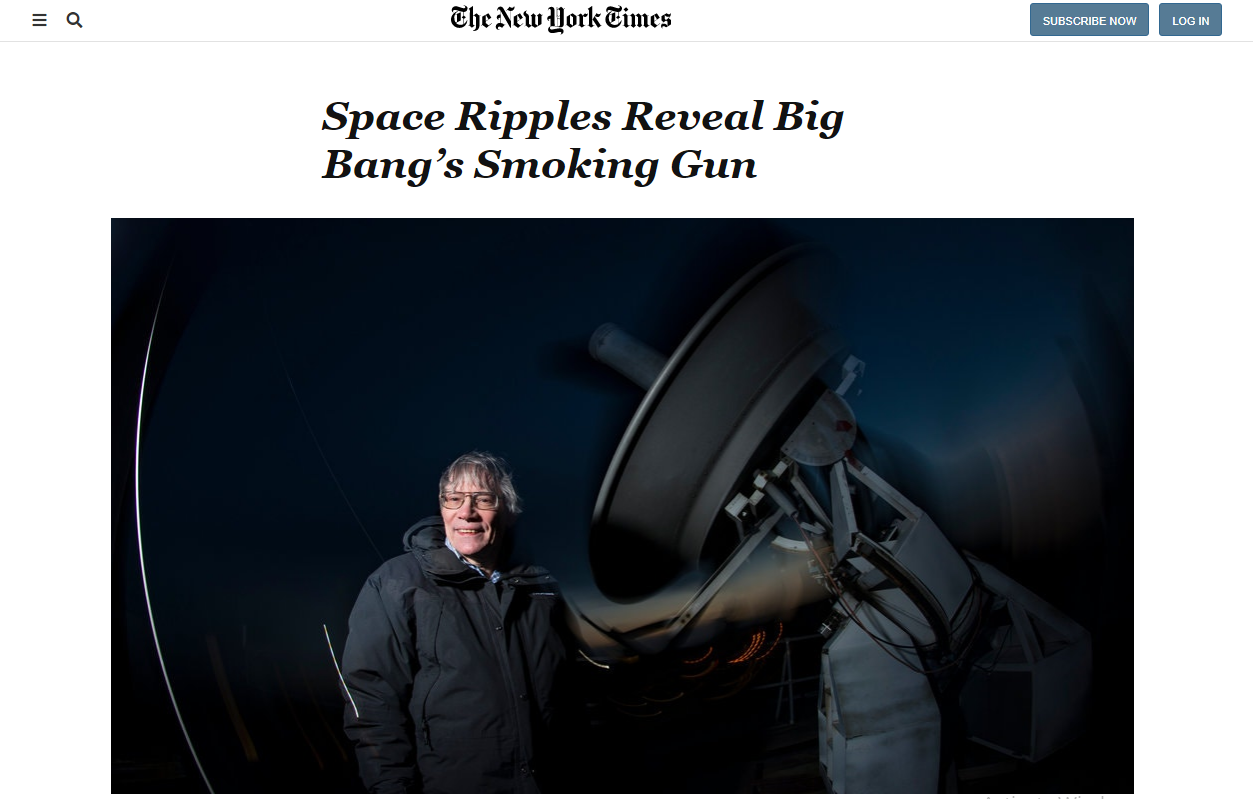 The New York Times
SUBSCRIBE NOW
LOG IN
Space Ripples Reveal Big
Bang’s Smoking Gun